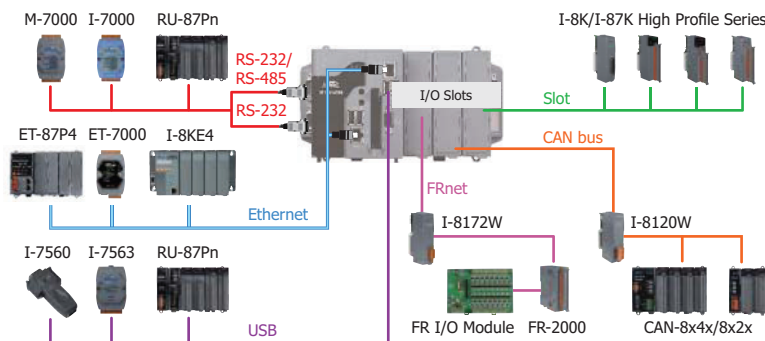 M-7000 I-7000 RU-87Pn
I-8K/I-87K High Profile Series
RS-232/
RS-485
RS-232
I/O Slots
Slot
CAN bus
FRnet
ET-87P4 ET-7000 I-8KE4
Ethernet
I-8172W
I-8120W
I-7560 I-7563 RU-87Pn
USB
FR I/O Module FR-2000
CAN-8x4x/8x2x